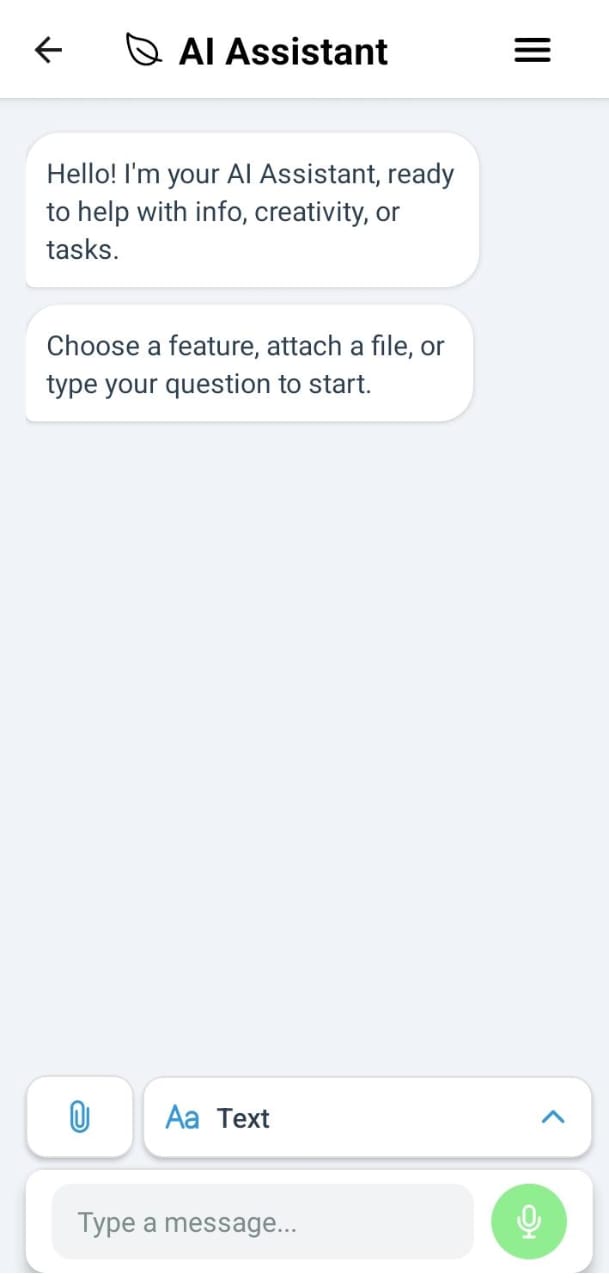 AI Assistant
Hello! I'm your AI Assistant, ready
to help with info, creativity, or
tasks.
Choose a feature, attach a file, or
type your question to start.
Aa Text
Type a message...